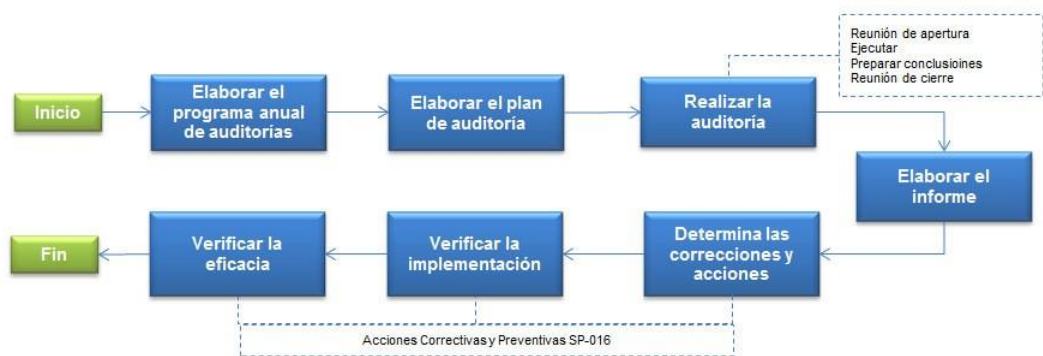 Reunión de apertura
Ejecutar
Preparar conclusioines
Reunión de cierre
Inicio
Elaborar el
programa anual
de auditorías
Elaborar el plan
de auditoría
Realizar la
auditoría
Elaborar el
informe
Determina las
correcciones y
acciones
Verificar la
implementación
Verificar la
eficacia
Fin
Acciones Correctivas y Preventivas SP-016